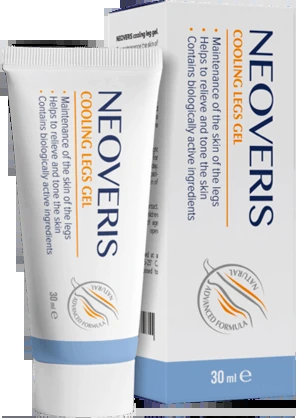 NEOVERIS
COOLING LEGS GEL
• Maintenance of the skin of the legs
• Helps to relieve and tone the skin
• Contains biologically active ingredients
NATURAL
ADVANCED FORMULA
30 ml e
NEOVERIS cooling leg gel
NEOVERIS
COOLING LEGS GEL
• Maintenance of the skin of the legs
• Helps to relieve and tone the skin
• Contains biologically active ingredients
NATURAL
ADVANCED FORMULA
30 ml e